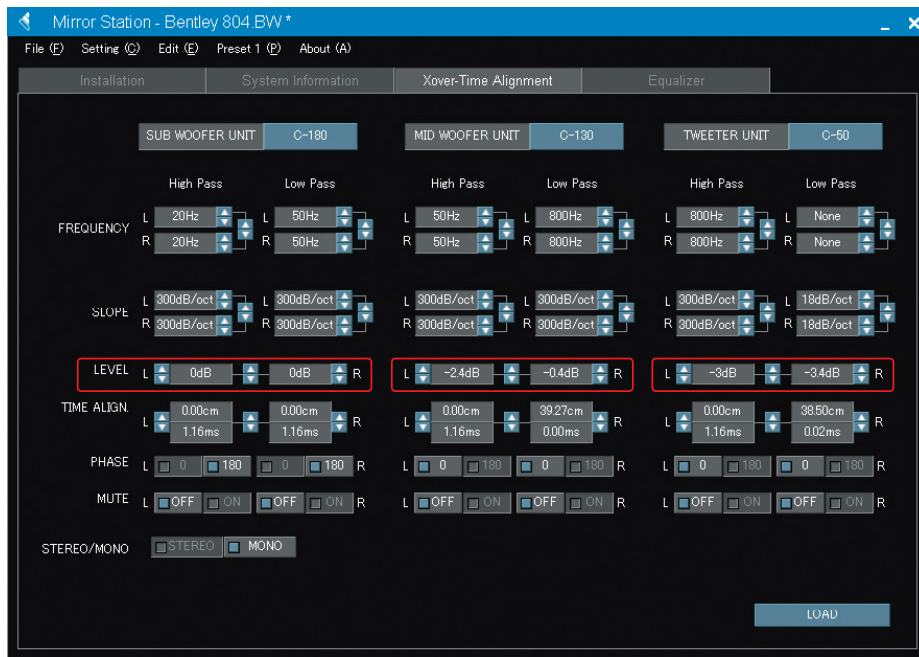 Mirror Station - Bentley 804.BW *
File (F) Setting (C) Edit (E) Preset 1 (P) About (A)
Installation System Information Xover-Time Alignment Equalizer
SUB WOOFER UNIT C-180 MID WOOFER UNIT C-130 TWEETER UNIT C-50
High Pass Low Pass High Pass Low Pass High Pass Low Pass
FREQUENCY
L 20Hz L 50Hz L 50Hz L 800Hz L 800Hz L None
R 20Hz R 50Hz R 50Hz R 800Hz R 800Hz R None
SLOPE
L 300dB/oct L 300dB/oct L 300dB/oct L 300dB/oct L 300dB/oct L 18dB/oct
R 300dB/oct R 300dB/oct R 300dB/oct R 300dB/oct R 300dB/oct R 18dB/oct
LEVEL L 0dB 0dB R L -2.4dB -0.4dB R L -3dB -3.4dB R
TIME ALIGN.
L 0.00cm 0.00cm R L 0.00cm 39.27cm R L 0.00cm 38.50cm R
1.16ms 1.16ms 1.16ms 0.00ms 1.16ms 0.02ms
PHASE L 0 180 0 180 R L 0 180 0 180 R L 0 180 0 180 R
MUTE L OFF ON OFF ON R L OFF ON OFF ON R L OFF ON OFF ON R
STEREO/MONO STEREO MONO
LOAD